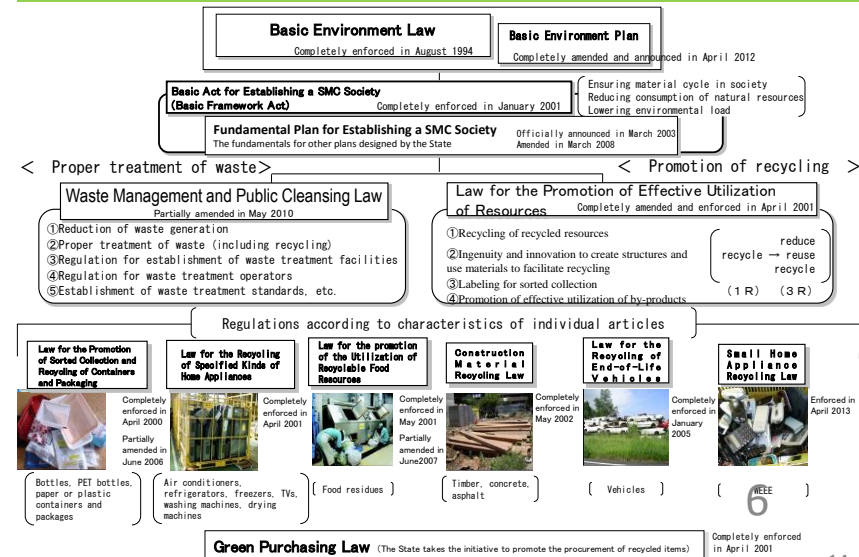 Basic Environment Law
Completely enforced in August 1994
Basic Environment Plan
Completely amended and announced in April 2012
Basic Act for Establishing a SMC Society
(Basic Framework Act)
Completely enforced in January 2001
Ensuring material cycle in society
Reducing consumption of natural resources
Lowering environmental load
Fundamental Plan for Establishing a SMC Society
The fundamentals for other plans designed by the State
Officially announced in March 2003
Amended in March 2008
< Proper treatment of waste>
< Promotion of recycling >
Waste Management and Public Cleansing Law
Partially amended in May 2010
①Reduction of waste generation
②Proper treatment of waste (including recycling)
③Regulation for establishment of waste treatment facilities
④Regulation for waste treatment operators
⑤Establishment of waste treatment standards, etc.
Law for the Promotion of Effective Utilization
of Resources
Completely amended and enforced in April 2001
①Recycling of recycled resources
②Ingenuity and innovation to create structures and
use materials to facilitate recycling
③Labeling for sorted collection
④Promotion of effective utilization of by-products
reduce
recycle → reuse
recycle
(1R) (3R)
Regulations according to characteristics of individual articles
Law for the Promotion
of Sorted Collection and
Recycling of Containers
and Packaging
Completely
enforced in
April 2000
Partially
amended in
June 2006
Bottles, PET bottles,
paper or plastic
containers and
packages
Law for the Recycling
of Specified Kinds of
Home Appliances
Completely
enforced in
April 2001
Air conditioners,
refrigerators, freezers, TVs,
washing machines, drying
machines
Law for the promotion
of the Utilization of
Recyclable Food
Resources
Completely
enforced in
May 2001
Partially
amended in
June2007
Food residues
Construction
Material
Recycling Law
Completely
enforced in
May 2002
Timber, concrete,
asphalt
Law for the
Recycling of
End-of-Life
Vehicles
Completely
enforced in
January
2005
Vehicles
Small Home
Appliance
Recycling Law
Enforced in
April 2013
WEEE
6
Green Purchasing Law (The State takes the initiative to promote the procurement of recycled items)
Completely enforced
in April 2001